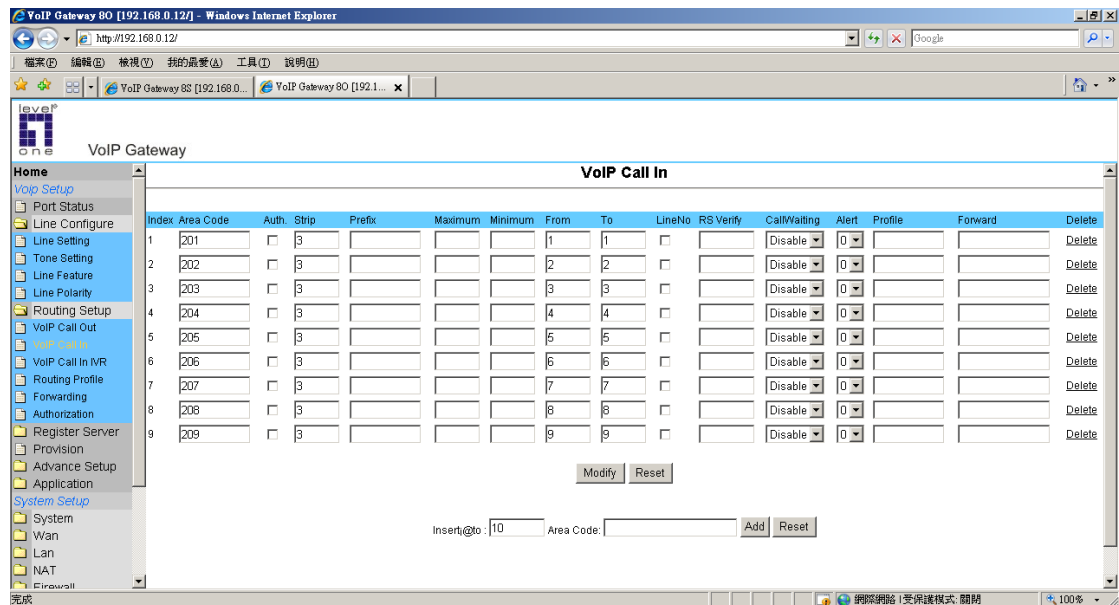 VoIP Gateway 8O [192.168.0.12/] - Windows Internet Explorer
http://192.168.0.12/
Google
檔案(F) 編輯(E) 檢視(V) 我的最愛(A) 工具(T) 說明(H)
VoIP Gateway 8S [192.168.0... VoIP Gateway 8O [192.1...
level
one
VoIP Gateway
Home
Voip Setup
Port Status
Line Configure
Line Setting
Tone Setting
Line Feature
Line Polarity
Routing Setup
VoIP Call Out
VoIP Call In
VoIP Call In IVR
Routing Profile
Forwarding
Authorization
Register Server
Provision
Advance Setup
Application
System Setup
System
Wan
Lan
NAT
Firewall
VoIP Call In
Index Area Code Auth. Strip Prefix Maximum Minimum From To LineNo RS Verify CallWaiting Alert Profile Forward Delete
1 201 3 1 1 Disable 0 Delete
2 202 3 2 2 Disable 0 Delete
3 203 3 3 3 Disable 0 Delete
4 204 3 4 4 Disable 0 Delete
5 205 3 5 5 Disable 0 Delete
6 206 3 6 6 Disable 0 Delete
7 207 3 7 7 Disable 0 Delete
8 208 3 8 8 Disable 0 Delete
9 209 3 9 9 Disable 0 Delete
Modify Reset
Insert¡@to : 10 Area Code: Add Reset
完成
網際網路 | 受保護模式: 關閉
100%